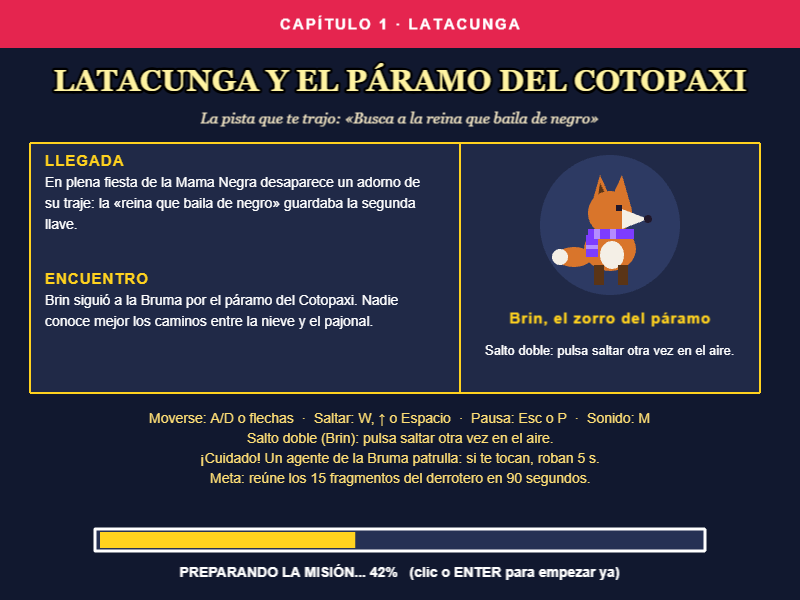 CAPÍTULO 1 · LATACUNGA
LATACUNGA Y EL PÁRAMO DEL COTOPAXI
La pista que te trajo: «Busca a la reina que baila de negro»
LLEGADA
En plena fiesta de la Mama Negra desaparece un adorno de
su traje: la «reina que baila de negro» guardaba la segunda
llave.
ENCUENTRO
Brin siguió a la Bruma por el páramo del Cotopaxi. Nadie
conoce mejor los caminos entre la nieve y el pajonal.
Brin, el zorro del páramo
Salto doble: pulsa saltar otra vez en el aire.
Moverse: A/D o flechas · Saltar: W, ↑ o Espacio · Pausa: Esc o P · Sonido: M
Salto doble (Brin): pulsa saltar otra vez en el aire.
¡Cuidado! Un agente de la Bruma patrulla: si te tocan, roban 5 s.
Meta: reúne los 15 fragmentos del derrotero en 90 segundos.
PREPARANDO LA MISIÓN... 42% (clic o ENTER para empezar ya)